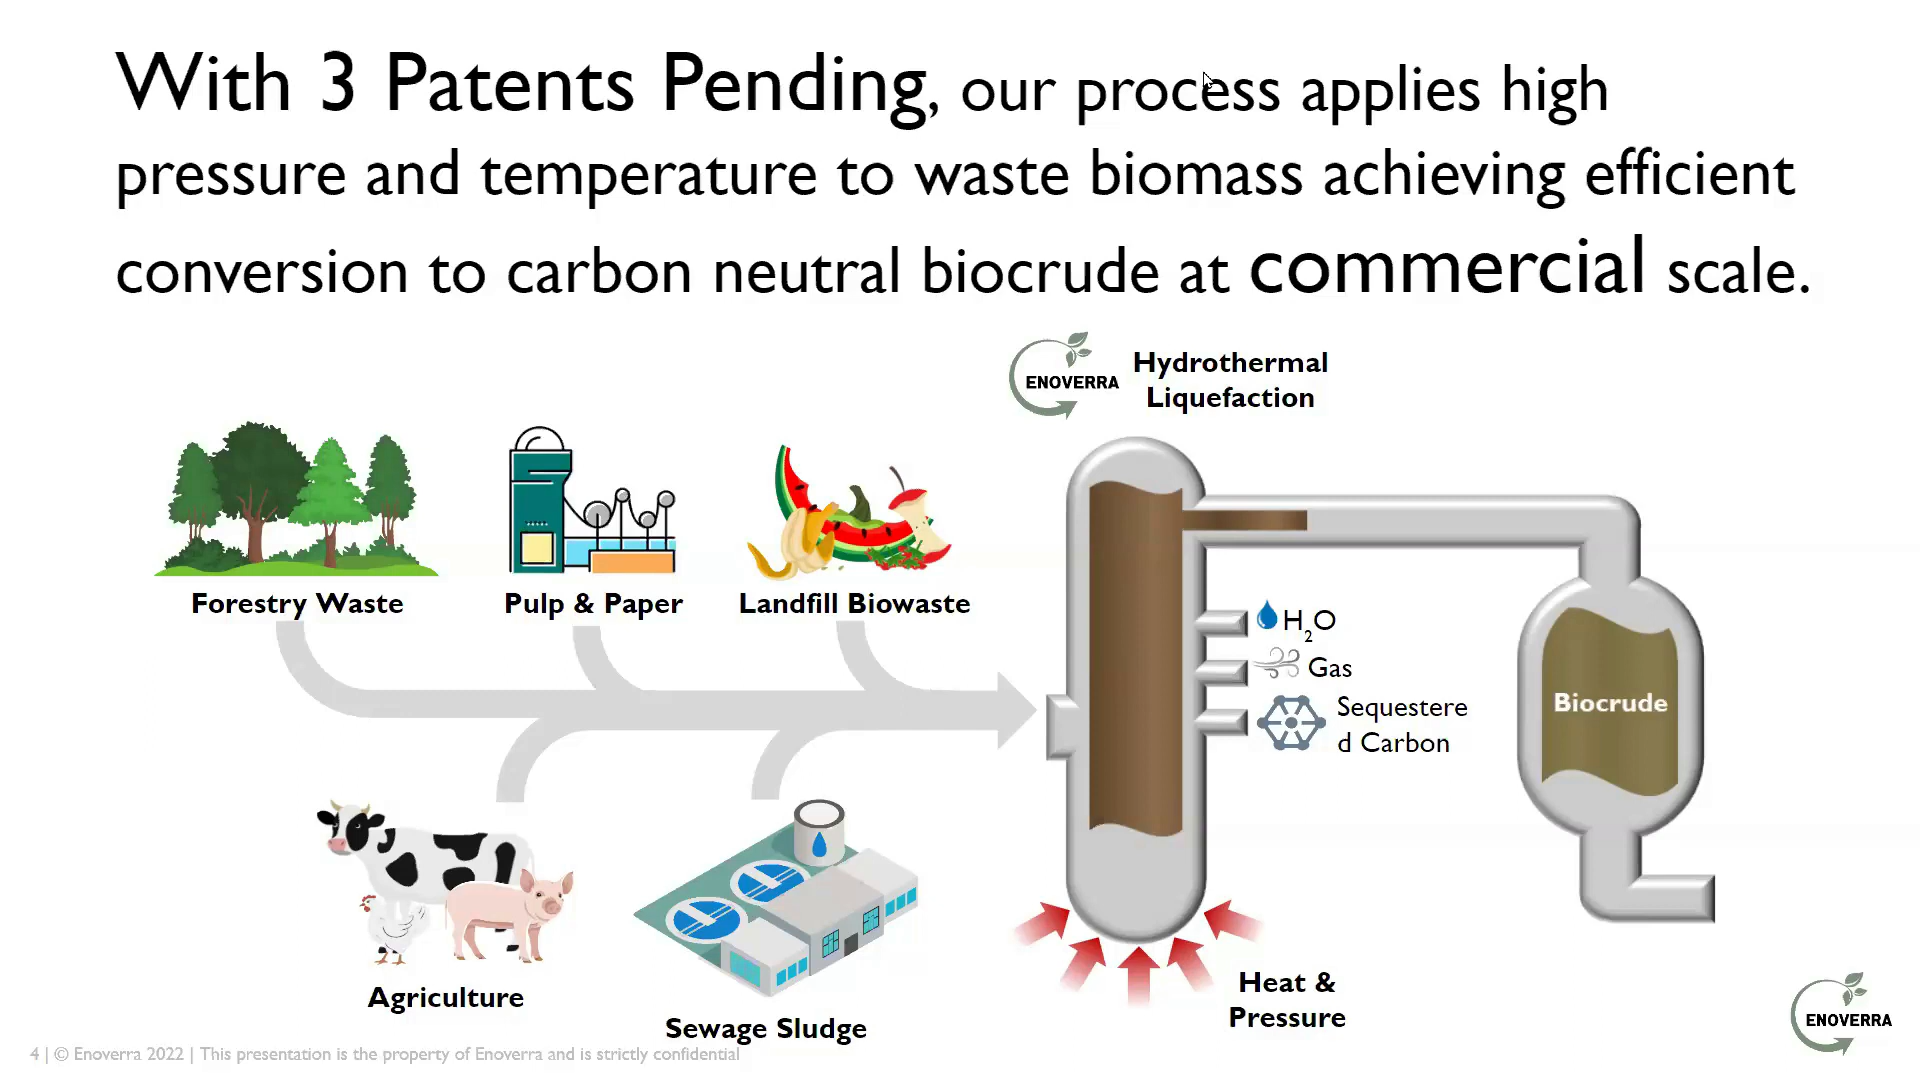 With 3 Patents Pending, our process applies high
pressure and temperature to waste biomass achieving efficient
conversion to carbon neutral biocrude at commercial scale.
ENOVERRA
Hydrothermal
Liquefaction
Forestry Waste
Pulp & Paper
Landfill Biowaste
H₂O
Gas
Sequestere
d Carbon
Biocrude
Agriculture
Sewage Sludge
Heat &
Pressure
ENOVERRA
4 | © Enoverra 2022 | This presentation is the property of Enoverra and is strictly confidential